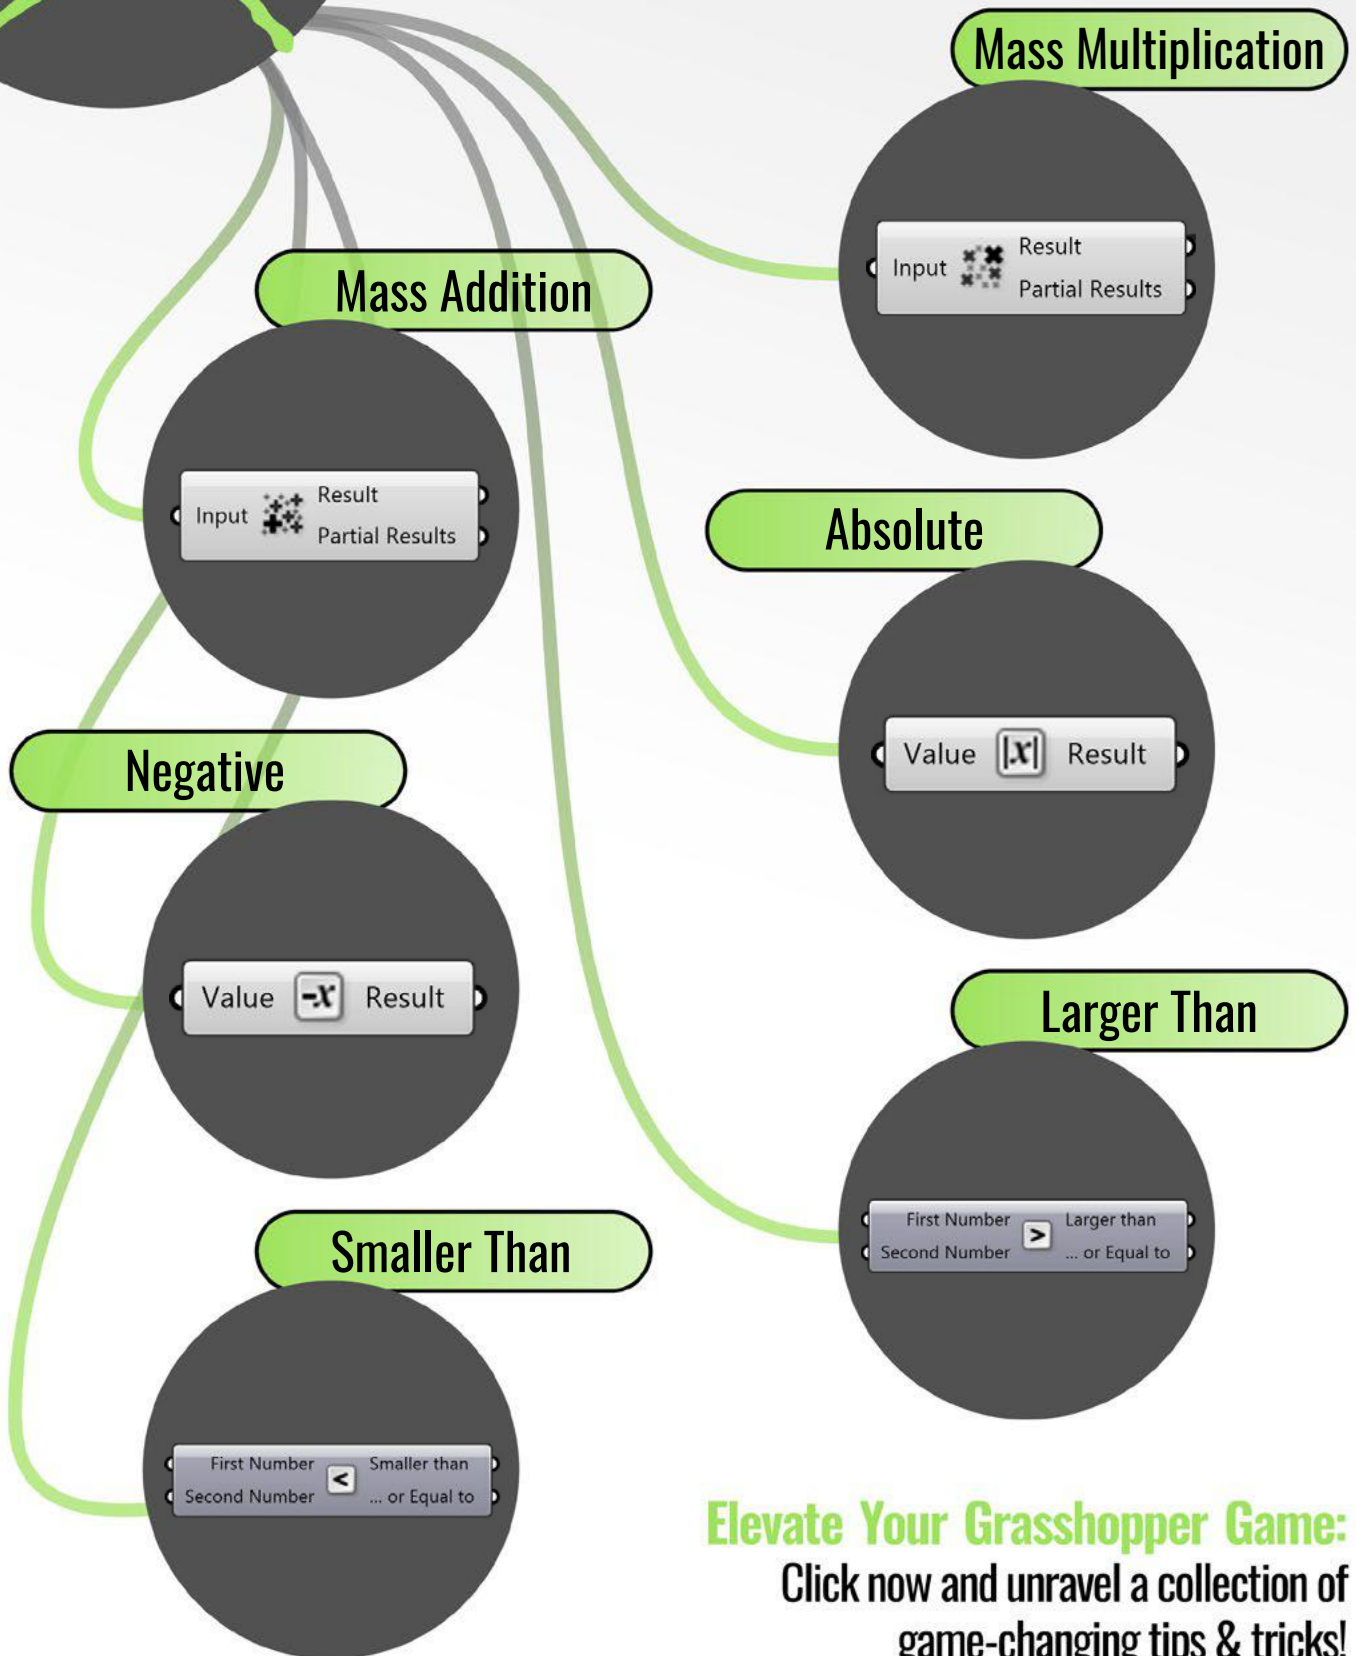 Mass Multiplication
Input
Result
Partial Results
Mass Addition
Input
Result
Partial Results
Absolute
Value |x| Result
Negative
Value -x Result
Larger Than
First Number > Larger than
Second Number ... or Equal to
Smaller Than
First Number < Smaller than
Second Number ... or Equal to
Elevate Your Grasshopper Game:
Click now and unravel a collection of
game-changing tips & tricks!